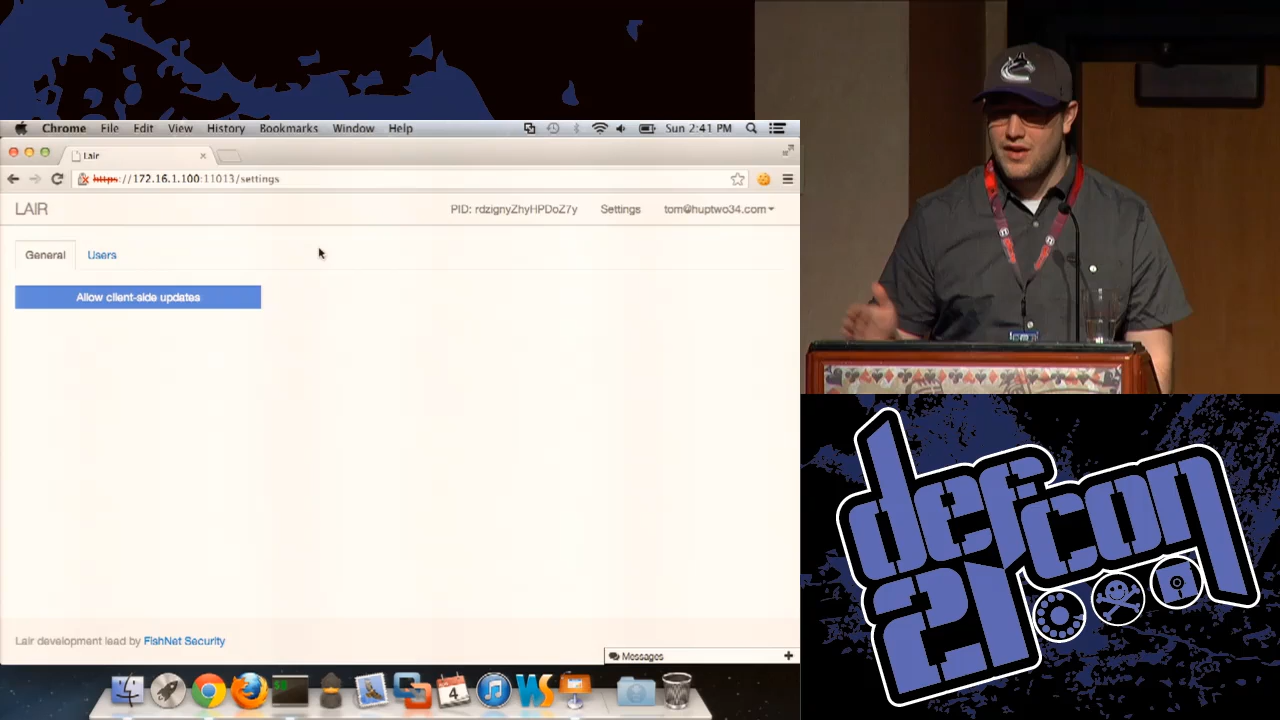 Chrome File Edit View History Bookmarks Window Help Sun 2:41 PM
Lair
https://172.16.1.100:11013/settings
LAIR PID: rdzignyZhyHPDoZ7y Settings tom@huptwo34.com
General Users
Allow client-side updates
Lair development lead by FishNet Security
Messages
4
WS
defcon
21